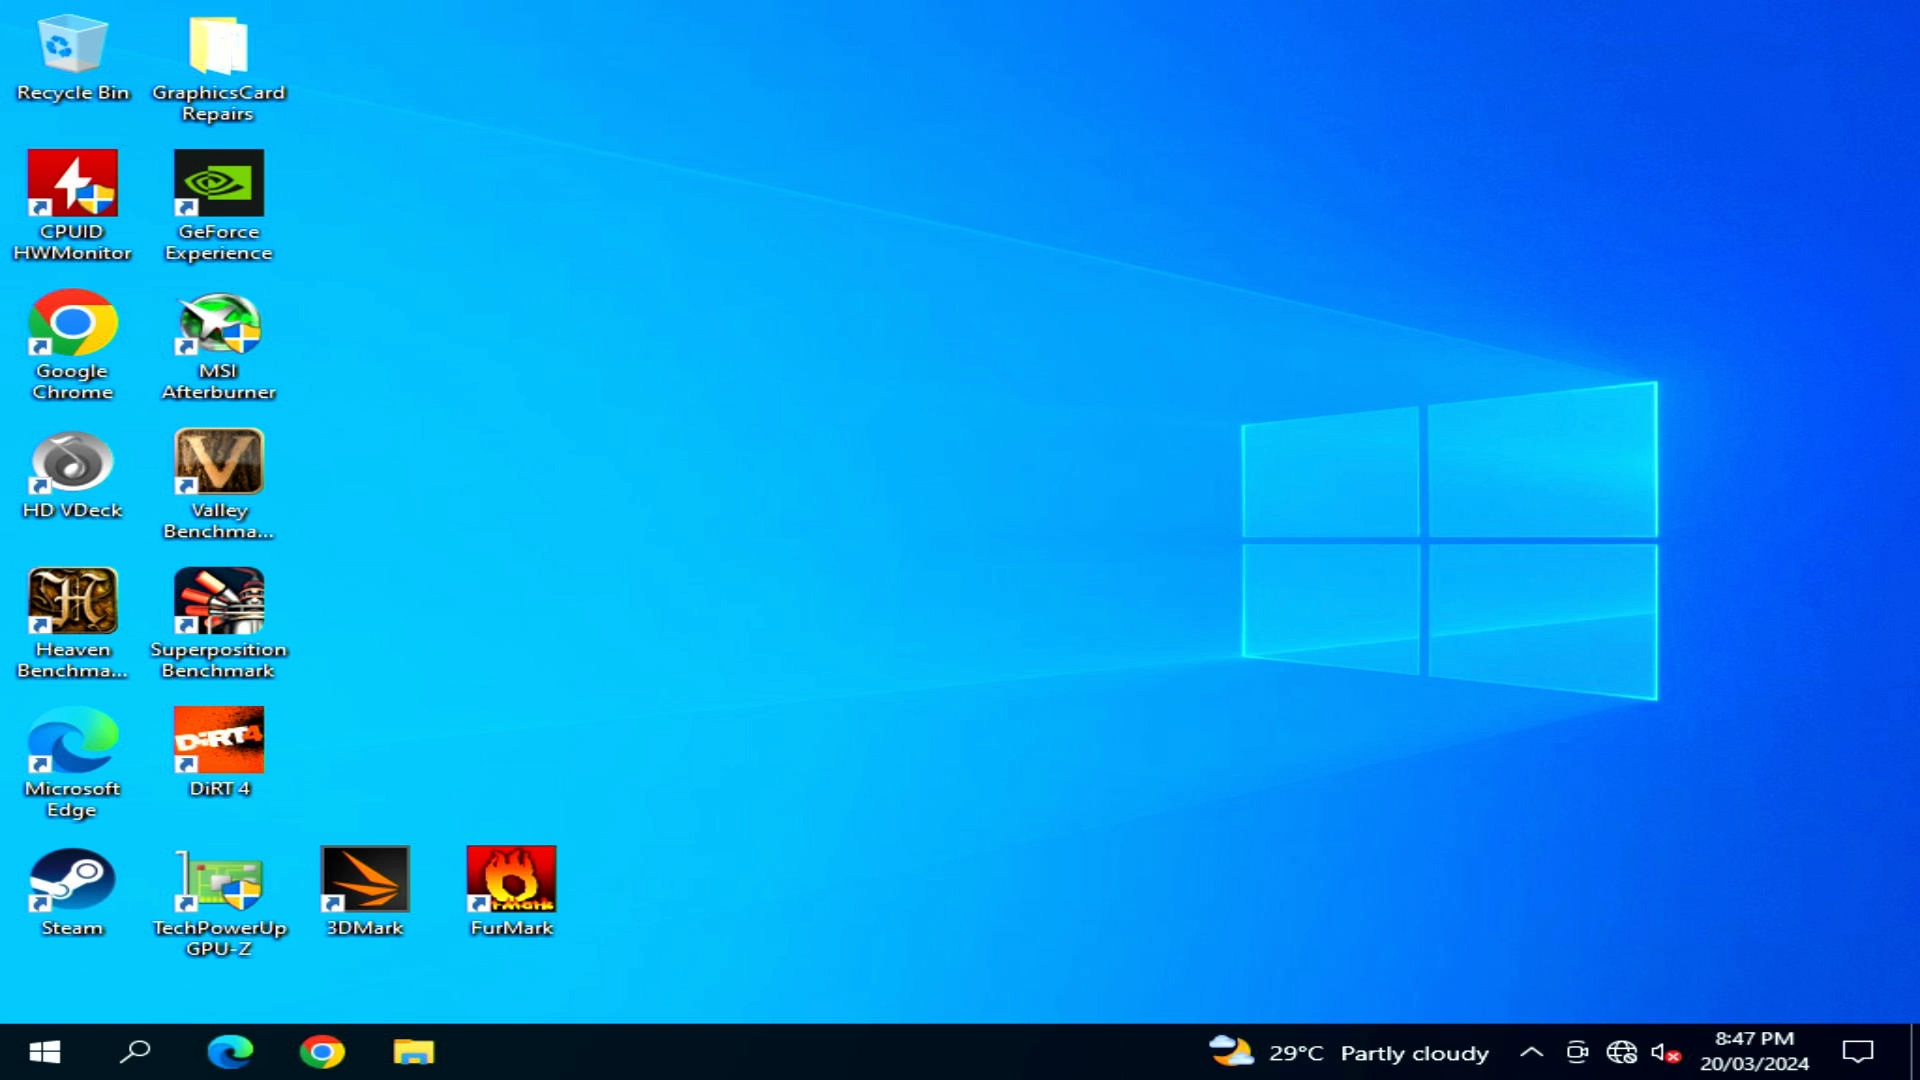 Recycle Bin
GraphicsCard
Repairs
CPUID
HWMonitor
GeForce
Experience
Google
Chrome
MSI
Afterburner
HD VDeck
Valley
Benchma...
Heaven
Benchma...
Superposition
Benchmark
Microsoft
Edge
DiRT4
DiRT 4
Steam
TechPowerUp
GPU-Z
3DMark
FurMark
29°C Partly cloudy
8:47 PM
20/03/2024